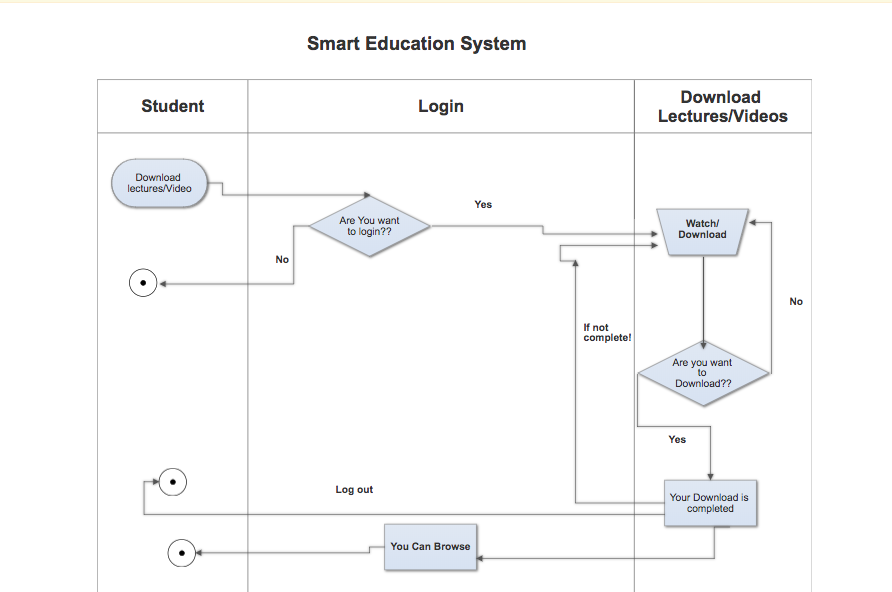 Smart Education System
Student
Login
Download
Lectures/Videos
Download
lectures/Video
Are You want
to login??
Yes
Watch/
Download
No
No
If not
complete!
Are you want
to
Download??
Yes
Log out
Your Download is
completed
You Can Browse